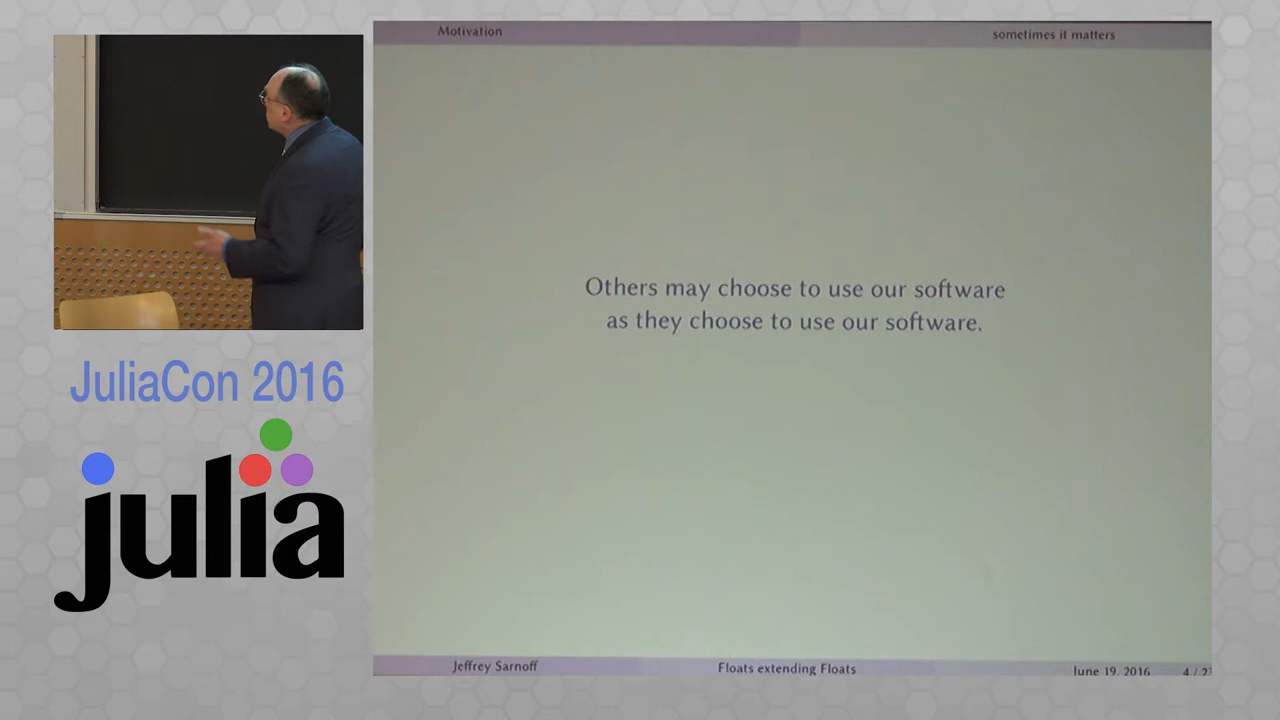 Motivation
sometimes it matters
Others may choose to use our software
as they choose to use our software.
JuliaCon 2016
julia
Jeffrey Sarnoff
Floats extending Floats
June 19, 2016